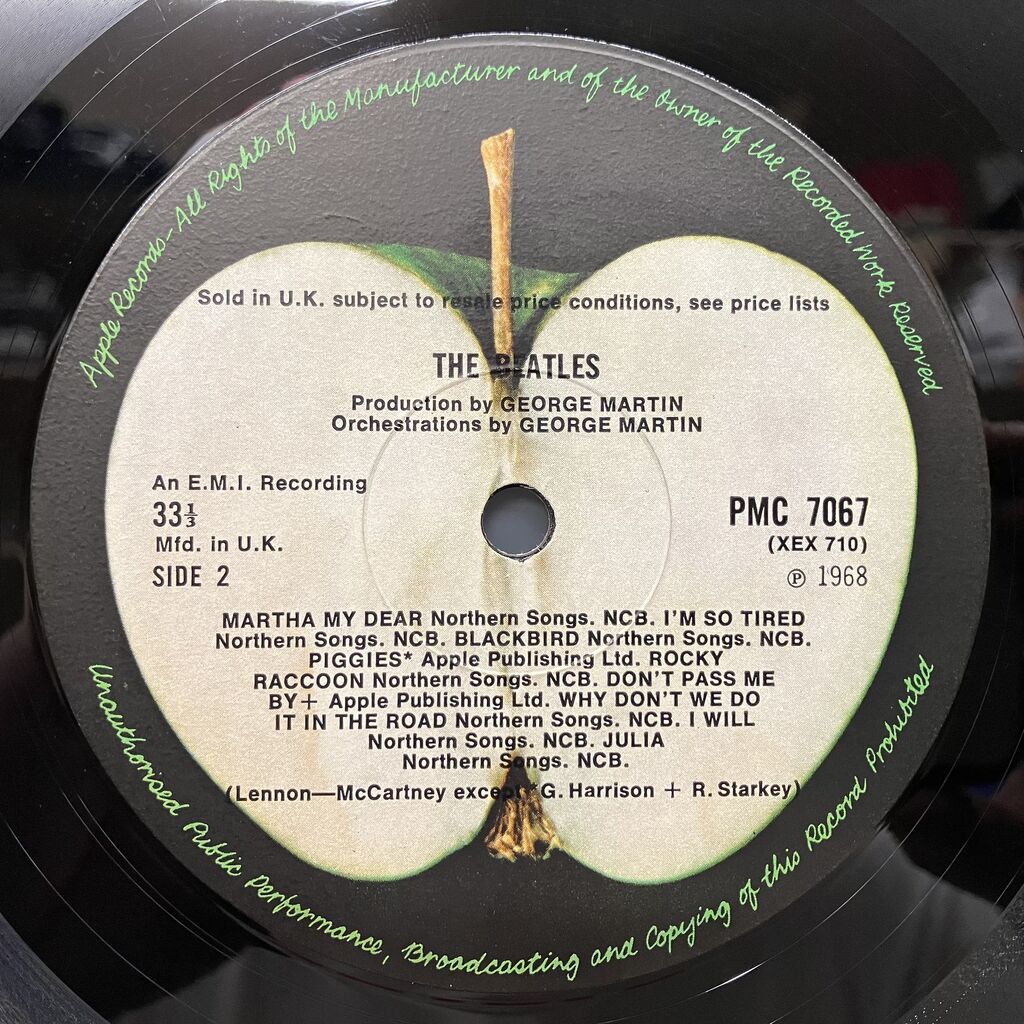 Apple Records - All Rights of the Manufacturer and of the Owner of the Recorded Work Reserved
Sold in U.K. subject to resale price conditions, see price lists
THE BEATLES
Production by GEORGE MARTIN
Orchestrations by GEORGE MARTIN
An E.M.I. Recording
33⅓
Mfd. in U.K.
SIDE 2
PMC 7067
(XEX 710)
℗ 1968
MARTHA MY DEAR Northern Songs. NCB. I'M SO TIRED
Northern Songs. NCB. BLACKBIRD Northern Songs. NCB.
PIGGIES* Apple Publishing Ltd. ROCKY
RACCOON Northern Songs. NCB. DON'T PASS ME
BY+ Apple Publishing Ltd. WHY DON'T WE DO
IT IN THE ROAD Northern Songs. NCB. I WILL
Northern Songs. NCB. JULIA
Northern Songs. NCB.
(Lennon—McCartney except *G. Harrison + R. Starkey)
Unauthorised Public Performance, Broadcasting and Copying of this Record Prohibited